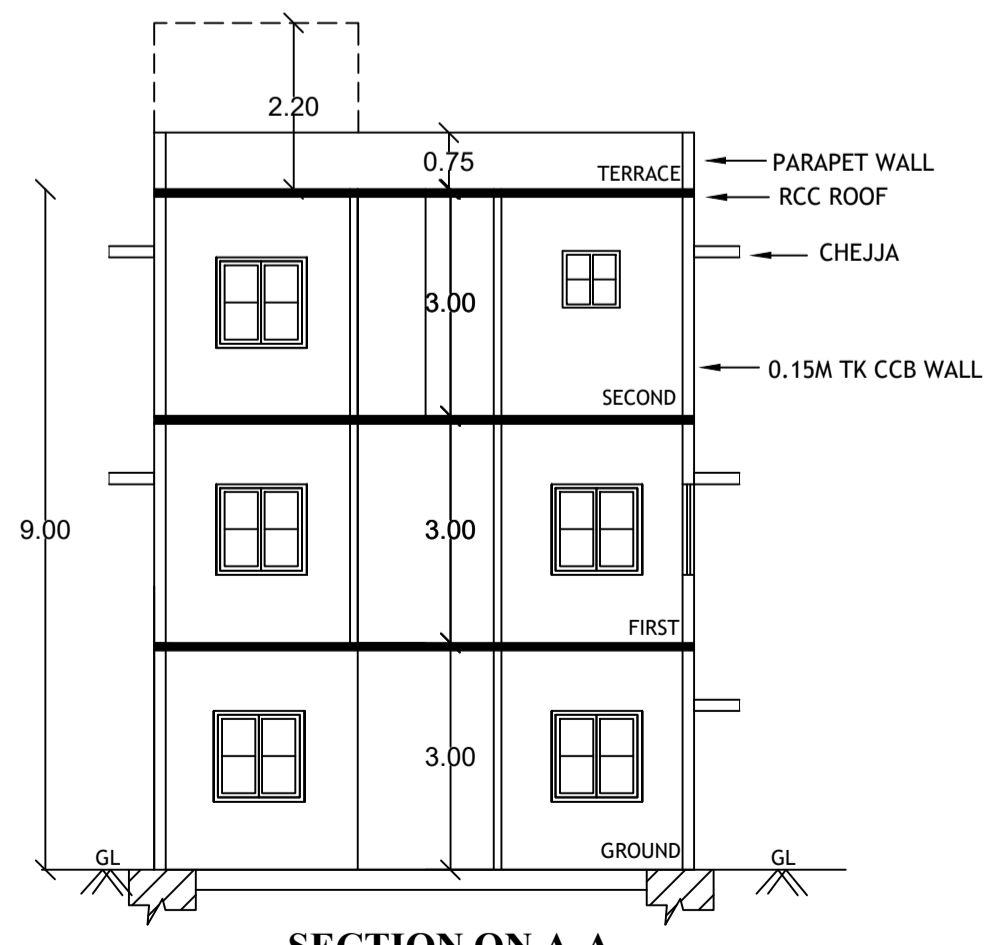 2.20
0.75
TERRACE
PARAPET WALL
RCC ROOF
CHEJJA
3.00
0.15M TK CCB WALL
SECOND
9.00
3.00
FIRST
3.00
GROUND
GL
GL
SECTION ON A-A